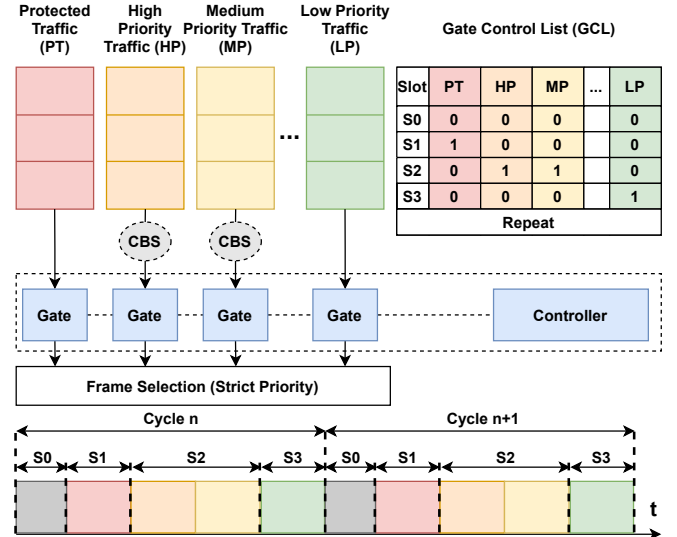 Protected Traffic (PT)
High Priority Traffic (HP)
Medium Priority Traffic (MP)
Low Priority Traffic (LP)
Gate Control List (GCL)
Slot PT HP MP ... LP
S0 0 0 0 0
S1 1 0 0 0
S2 0 1 1 0
S3 0 0 0 1
Repeat
...
CBS CBS
Gate Gate Gate Gate Controller
Frame Selection (Strict Priority)
Cycle n Cycle n+1
S0 S1 S2 S3 S0 S1 S2 S3
t